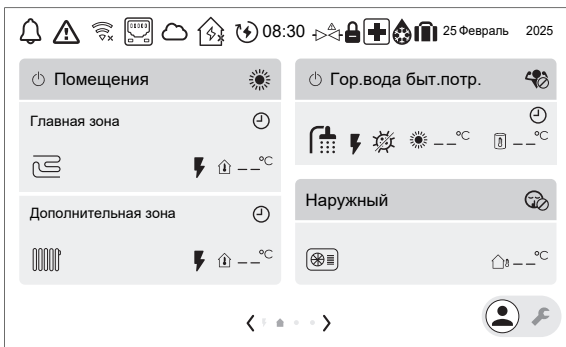 08:30 25 Февраль 2025
Помещения
Главная зона
– –°C
Дополнительная зона
– –°C
Гор.вода быт.потр.
– –°C – –°C
Наружный
– –°C